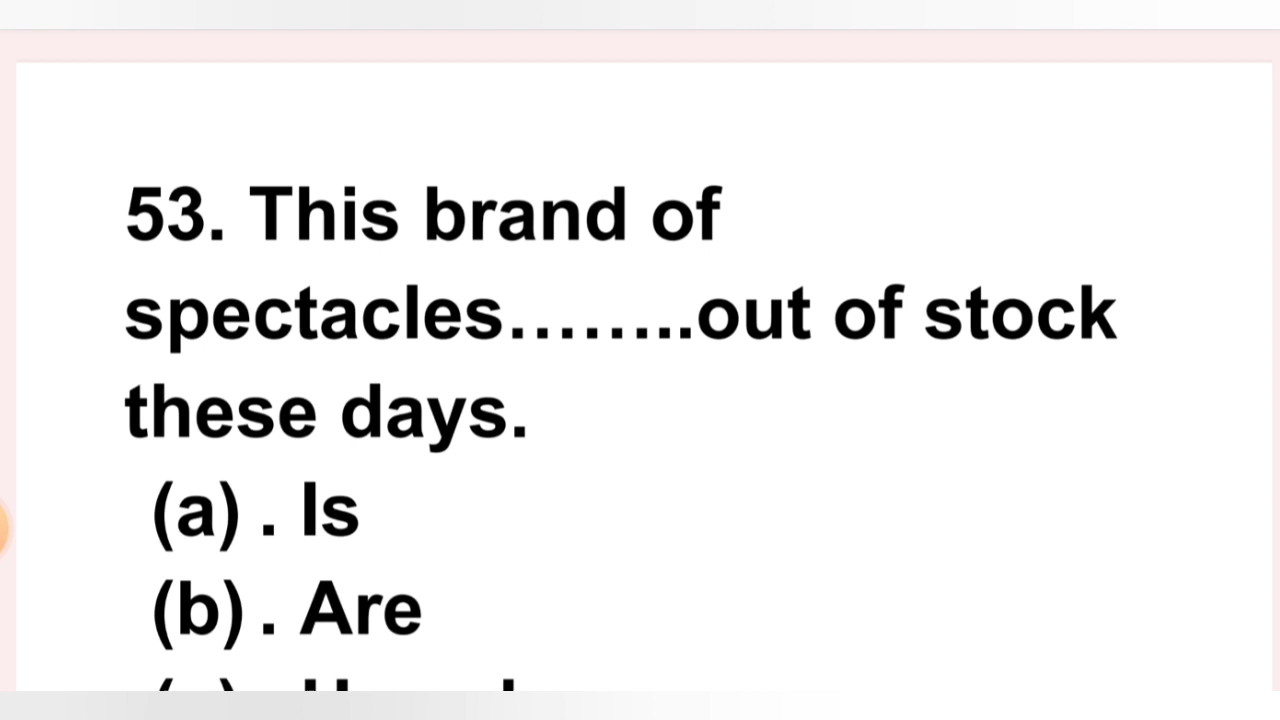 53. This brand of
spectacles……..out of stock
these days.
(a) . Is
(b) . Are